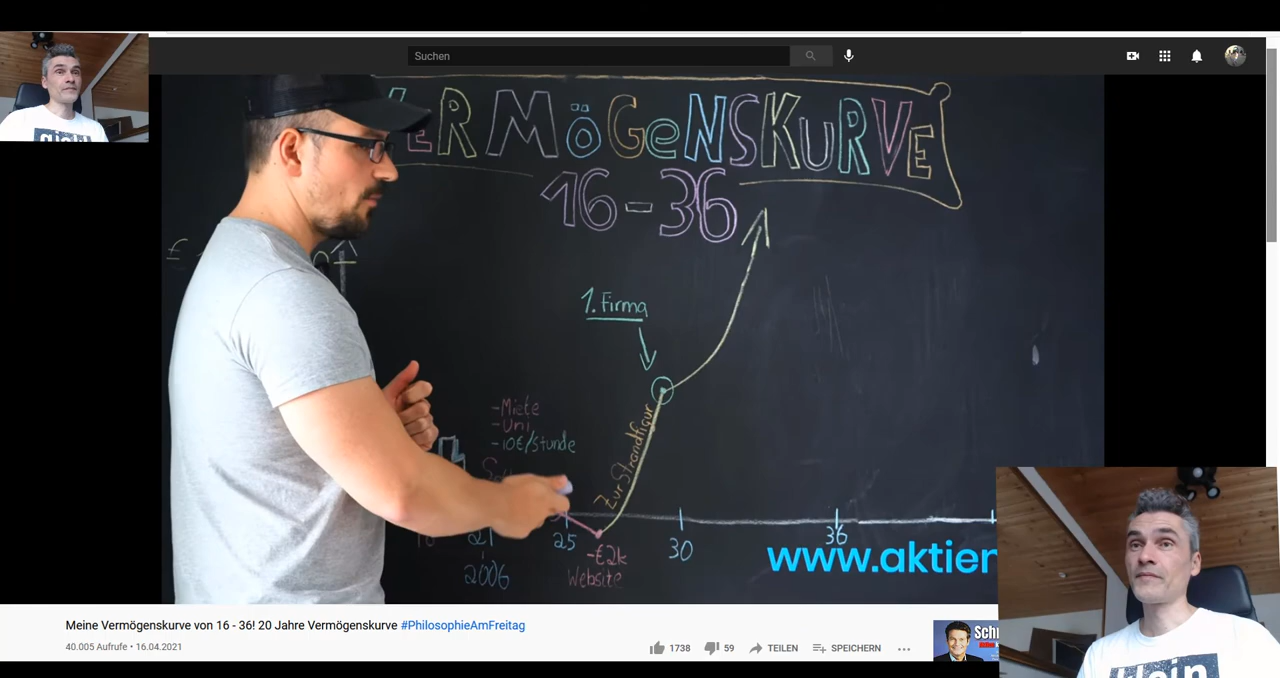 Suchen
ERMöGeNSKURVE
16-36
1. Firma
-Miete
-Uni
-10€/Stunde
Zur Strandfigur
21
25
30
36
2006
-€2k
Website
www.aktien
Meine Vermögenskurve von 16 - 36! 20 Jahre Vermögenskurve #PhilosophieAmFreitag
40.005 Aufrufe • 16.04.2021
1738
59
TEILEN
SPEICHERN